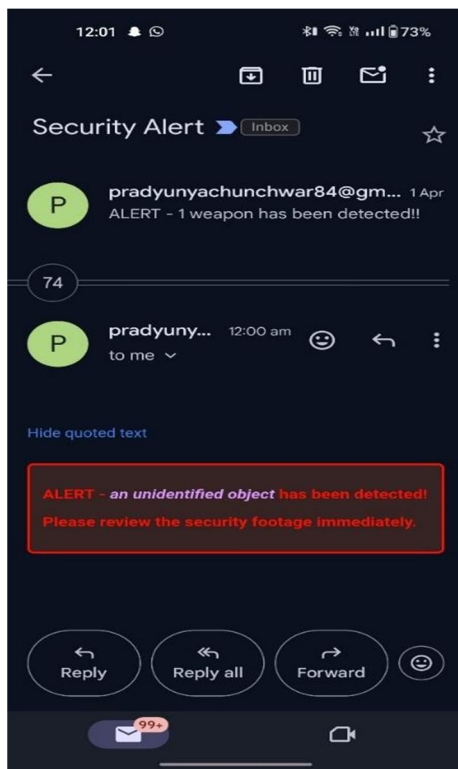 12:01 73%
Security Alert Inbox
P pradyunyachunchwar84@gm... 1 Apr
ALERT - 1 weapon has been detected!!
74
P pradyuny... 12:00 am
to me
Hide quoted text
ALERT - an unidentified object has been detected!
Please review the security footage immediately.
Reply Reply all Forward
99+